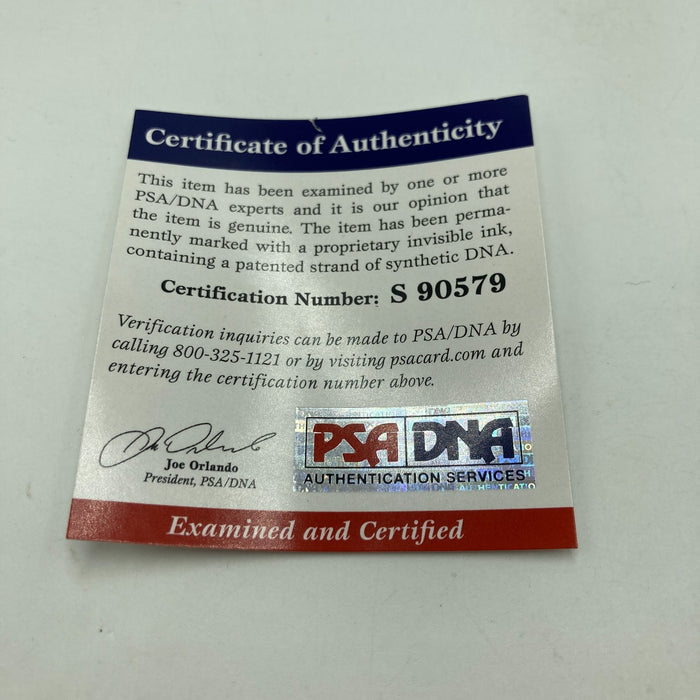 Certificate of Authenticity
This item has been examined by one or more
PSA/DNA experts and it is our opinion that
the item is genuine. The item has been perma-
nently marked with a proprietary invisible ink,
containing a patented strand of synthetic DNA.
Certification Number: S 90579
Verification inquiries can be made to PSA/DNA by
calling 800-325-1121 or by visiting psacard.com and
entering the certification number above.
Joe Orlando
President, PSA/DNA
PSA DNA
AUTHENTICATION SERVICES
Examined and Certified